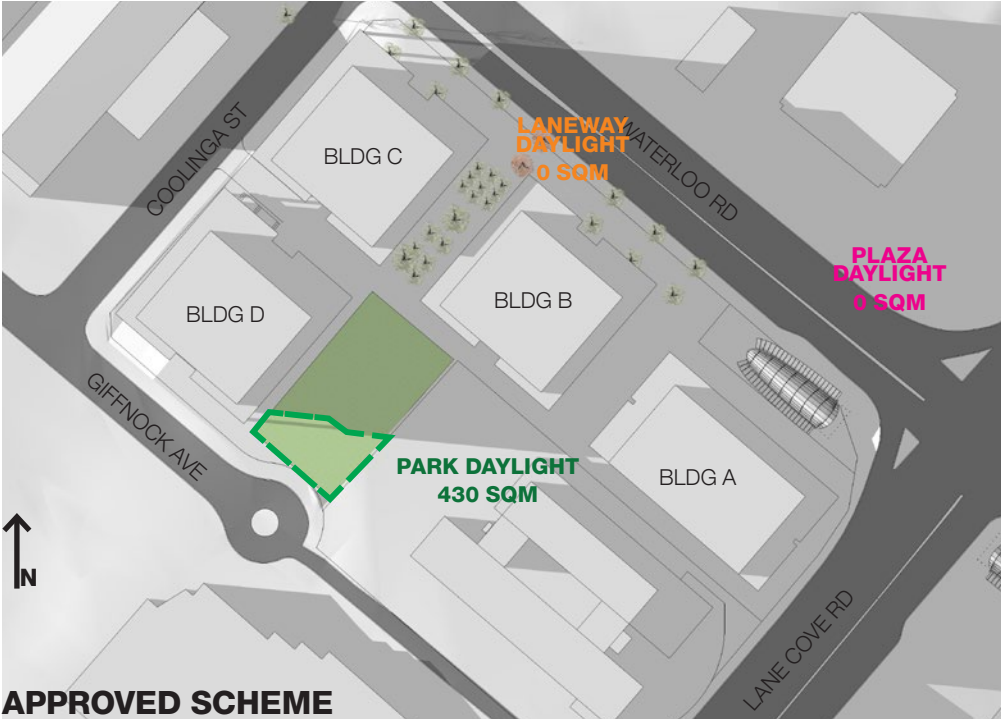 COOLINGA ST
BLDG C
LANEWAY
DAYLIGHT
0 SQM
WATERLOO RD
PLAZA
DAYLIGHT
0 SQM
BLDG D
BLDG B
GIFFNOCK AVE
PARK DAYLIGHT
430 SQM
BLDG A
N
LANE COVE RD
APPROVED SCHEME